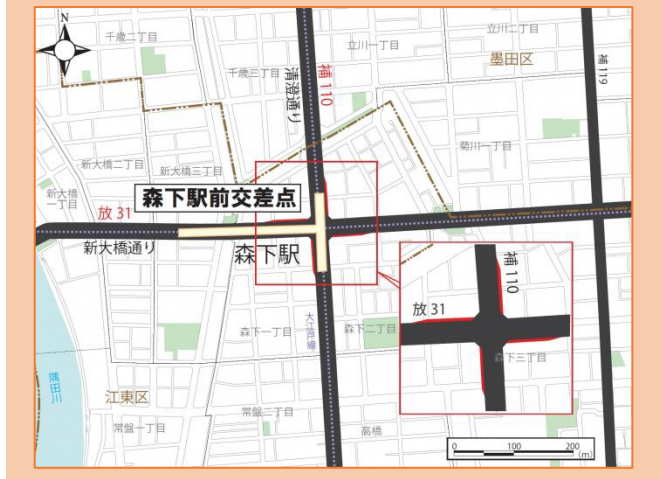 N
千歳二丁目
立川一丁目
立川二丁目
墨田区
千歳三丁目
清澄通り
補110
補119
菊川一丁目
新大橋二丁目
新大橋三丁目
新大橋
一丁目
森下駅前交差点
放31
新大橋通り
森下駅
補110
放31
森下三丁目
大江戸線
森下一丁目
森下二丁目
隅田川
江東区
常盤二丁目
常盤一丁目
高橋
0 100 200
(m)